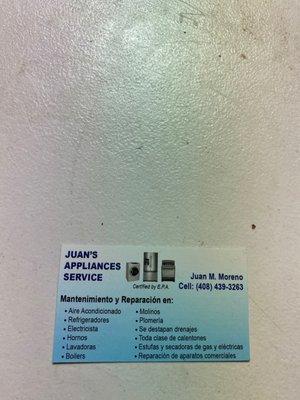 JUAN'S
APPLIANCES
SERVICE
Certified by E.P.A.
Juan M. Moreno
Cell: (408) 439-3263
Mantenimiento y Reparación en:
• Aire Acondicionado
• Refrigeradores
• Electricista
• Hornos
• Lavadoras
• Boilers
• Molinos
• Plomería
• Se destapan drenajes
• Toda clase de calentones
• Estufas y secadoras de gas y eléctricas
• Reparación de aparatos comerciales